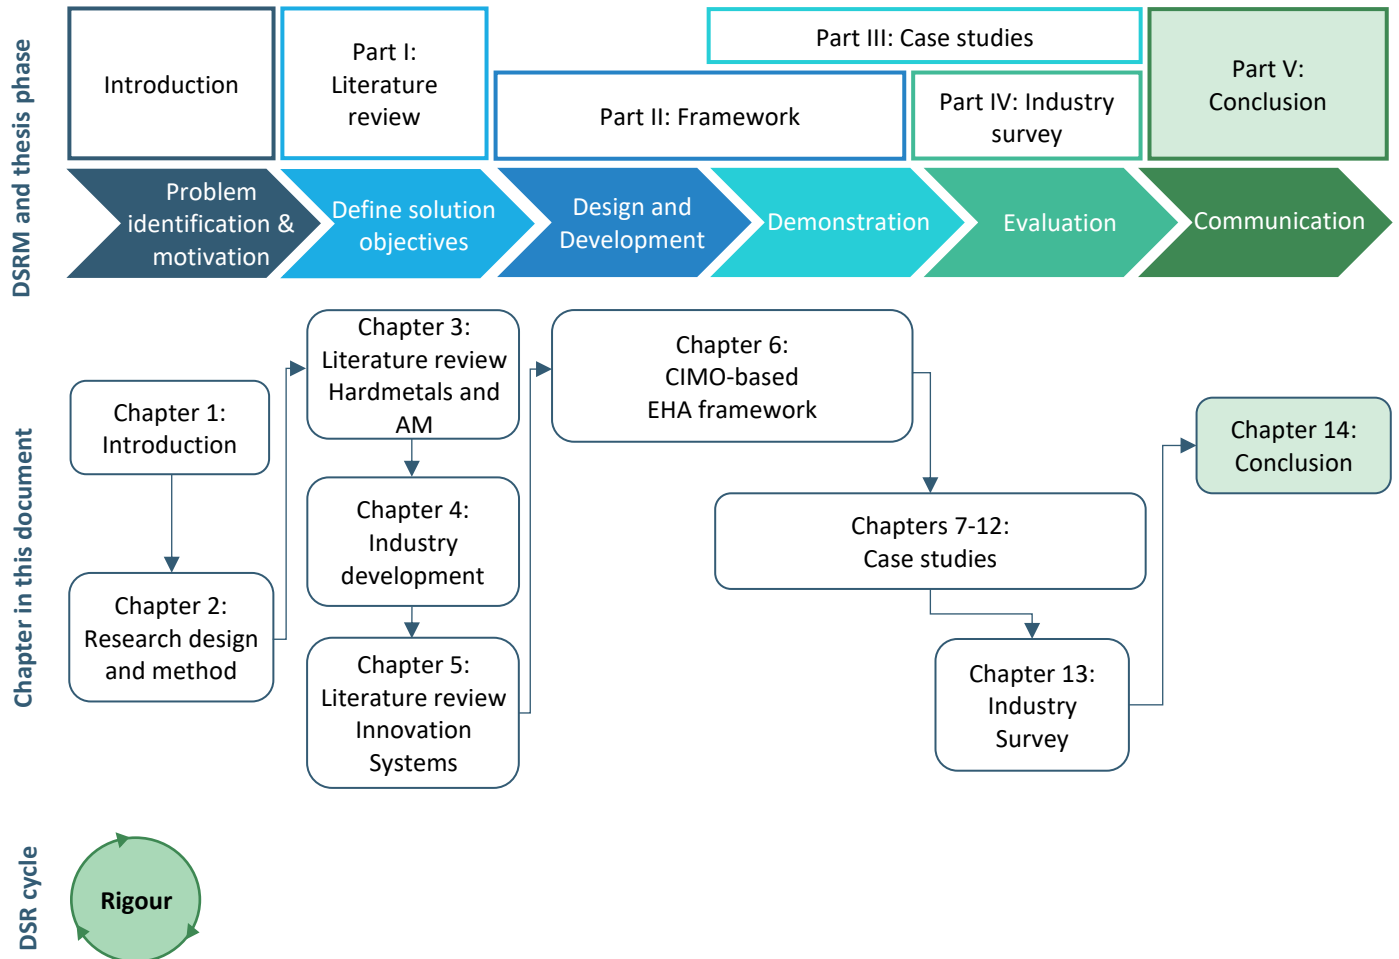 DSRM and thesis phase
Introduction
Part I:
Literature
review
Part III: Case studies
Part II: Framework
Part IV: Industry
survey
Part V:
Conclusion
Problem
identification &
motivation
Define solution
objectives
Design and
Development
Demonstration
Evaluation
Communication
Chapter in this document
Chapter 1:
Introduction
Chapter 2:
Research design
and method
Chapter 3:
Literature review
Hardmetals and
AM
Chapter 4:
Industry
development
Chapter 5:
Literature review
Innovation
Systems
Chapter 6:
CIMO-based
EHA framework
Chapters 7-12:
Case studies
Chapter 13:
Industry
Survey
Chapter 14:
Conclusion
DSR cycle
Rigour